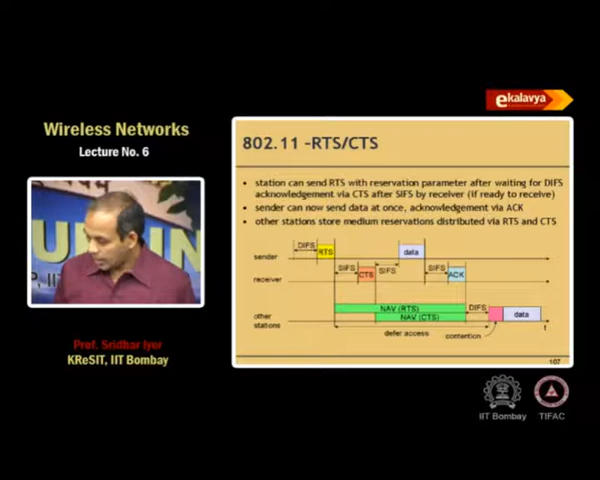 ekalavya
Wireless Networks
Lecture No. 6
802.11 -RTS/CTS
station can send RTS with reservation parameter after waiting for DIFS
acknowledgement via CTS after SIFS by receiver (if ready to receive)
sender can now send data at once, acknowledgement via ACK
other stations store medium reservations distributed via RTS and CTS
DIFS
sender
RTS
data
SIFS
SIFS
SIFS
receiver
CTS
ACK
NAV (RTS)
DIFS
other
stations
NAV (CTS)
data
t
defer access
contention
107
Prof. Sridhar Iyer
KReSIT, IIT Bombay
IIT Bombay
TIFAC